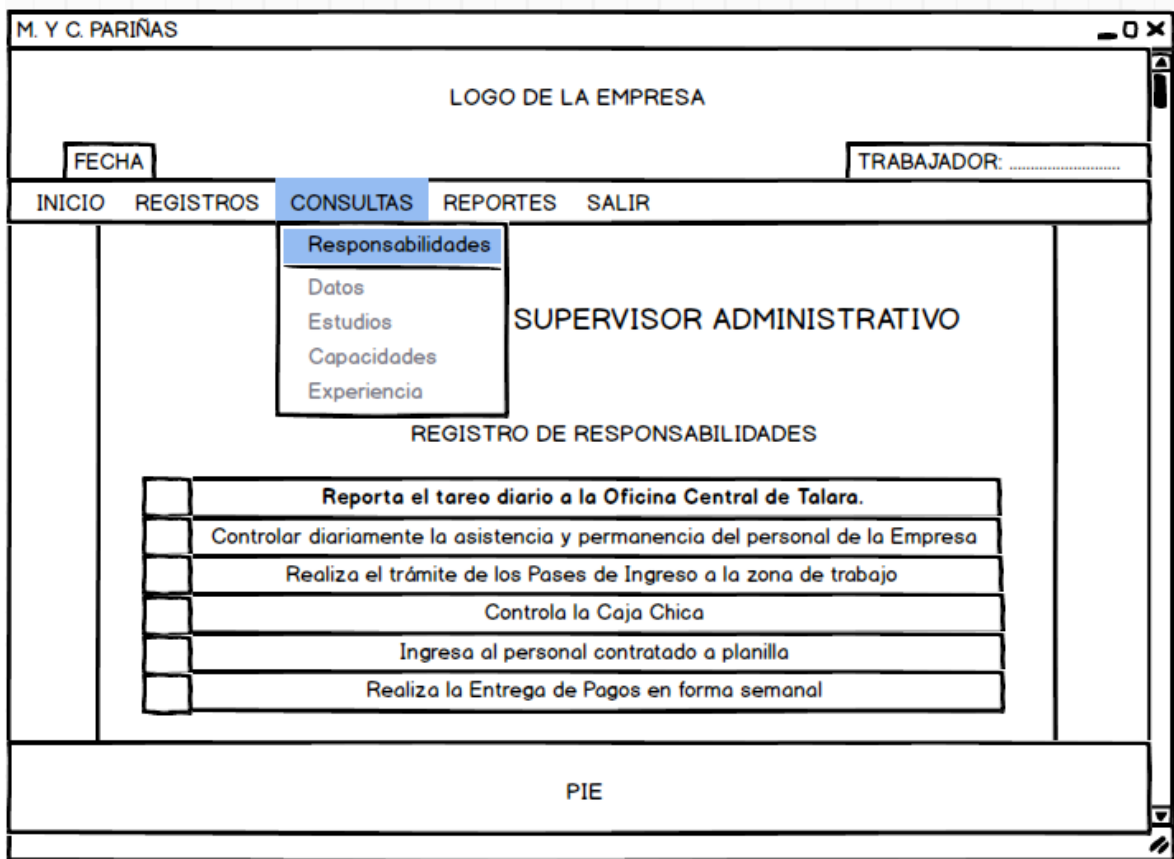 M. Y C. PARIÑAS
LOGO DE LA EMPRESA
FECHA
TRABAJADOR: ...........................
INICIO REGISTROS CONSULTAS REPORTES SALIR
Responsabilidades
Datos
Estudios
Capacidades
Experiencia
SUPERVISOR ADMINISTRATIVO
REGISTRO DE RESPONSABILIDADES
Reporta el tareo diario a la Oficina Central de Talara.
Controlar diariamente la asistencia y permanencia del personal de la Empresa
Realiza el trámite de los Pases de Ingreso a la zona de trabajo
Controla la Caja Chica
Ingresa al personal contratado a planilla
Realiza la Entrega de Pagos en forma semanal
PIE